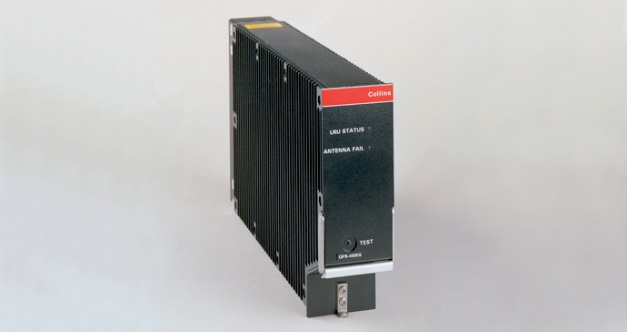 Collins
LRU STATUS
ANTENNA FAIL
TEST